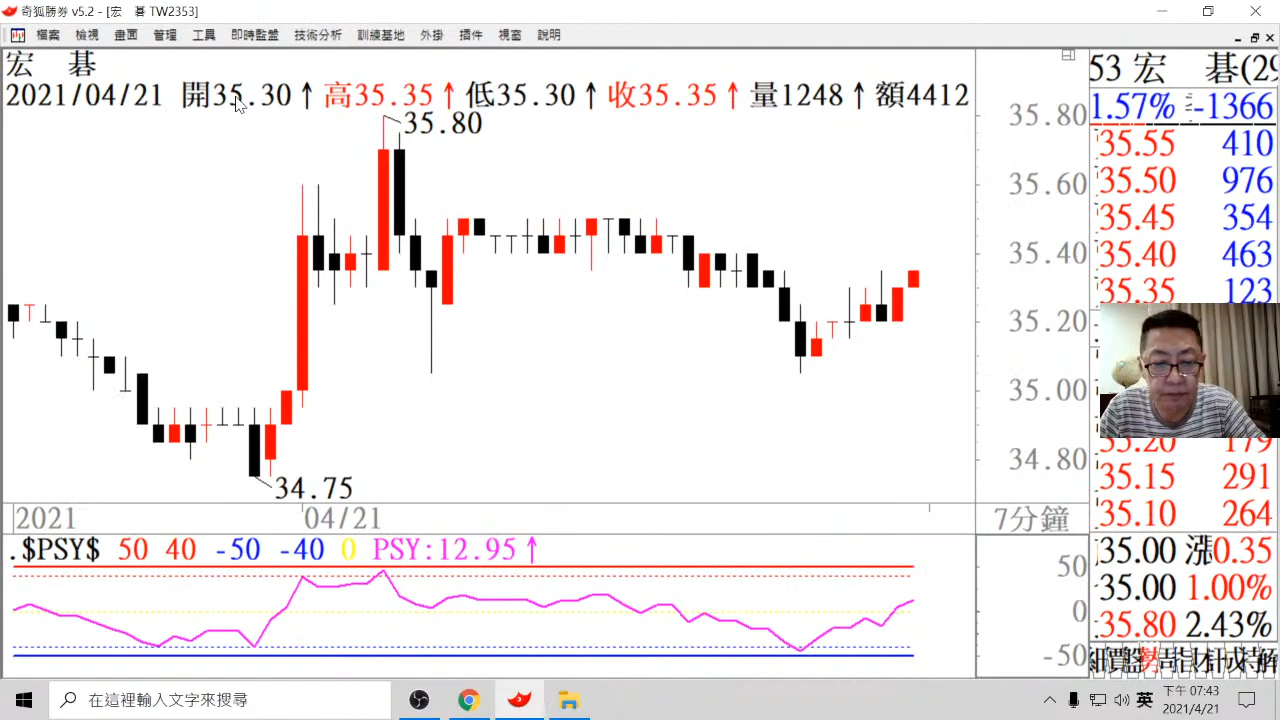 奇狐勝券 v5.2 - [宏　碁 TW2353]
檔案 檢視 畫面 管理 工具 即時監盤 技術分析 訓練基地 外掛 插件 視窗 說明
宏　碁
2021/04/21 開35.30↑ 高35.35↑ 低35.30↑ 收35.35↑ 量1248↑ 額4412
35.80
34.75
35.80
35.60
35.40
35.20
35.00
34.80
2021 04/21 7分鐘
.$PSY$ 50 40 -50 -40 0 PSY:12.95↑
50
0
-50
53 宏　碁(29
1.57% -1366
35.55 410
35.50 976
35.45 354
35.40 463
35.35 123
35.20 179
35.15 291
35.10 264
35.00 漲0.35
35.00 1.00%
35.80 2.43%
在這裡輸入文字來搜尋
英
下午 07:43
2021/4/21